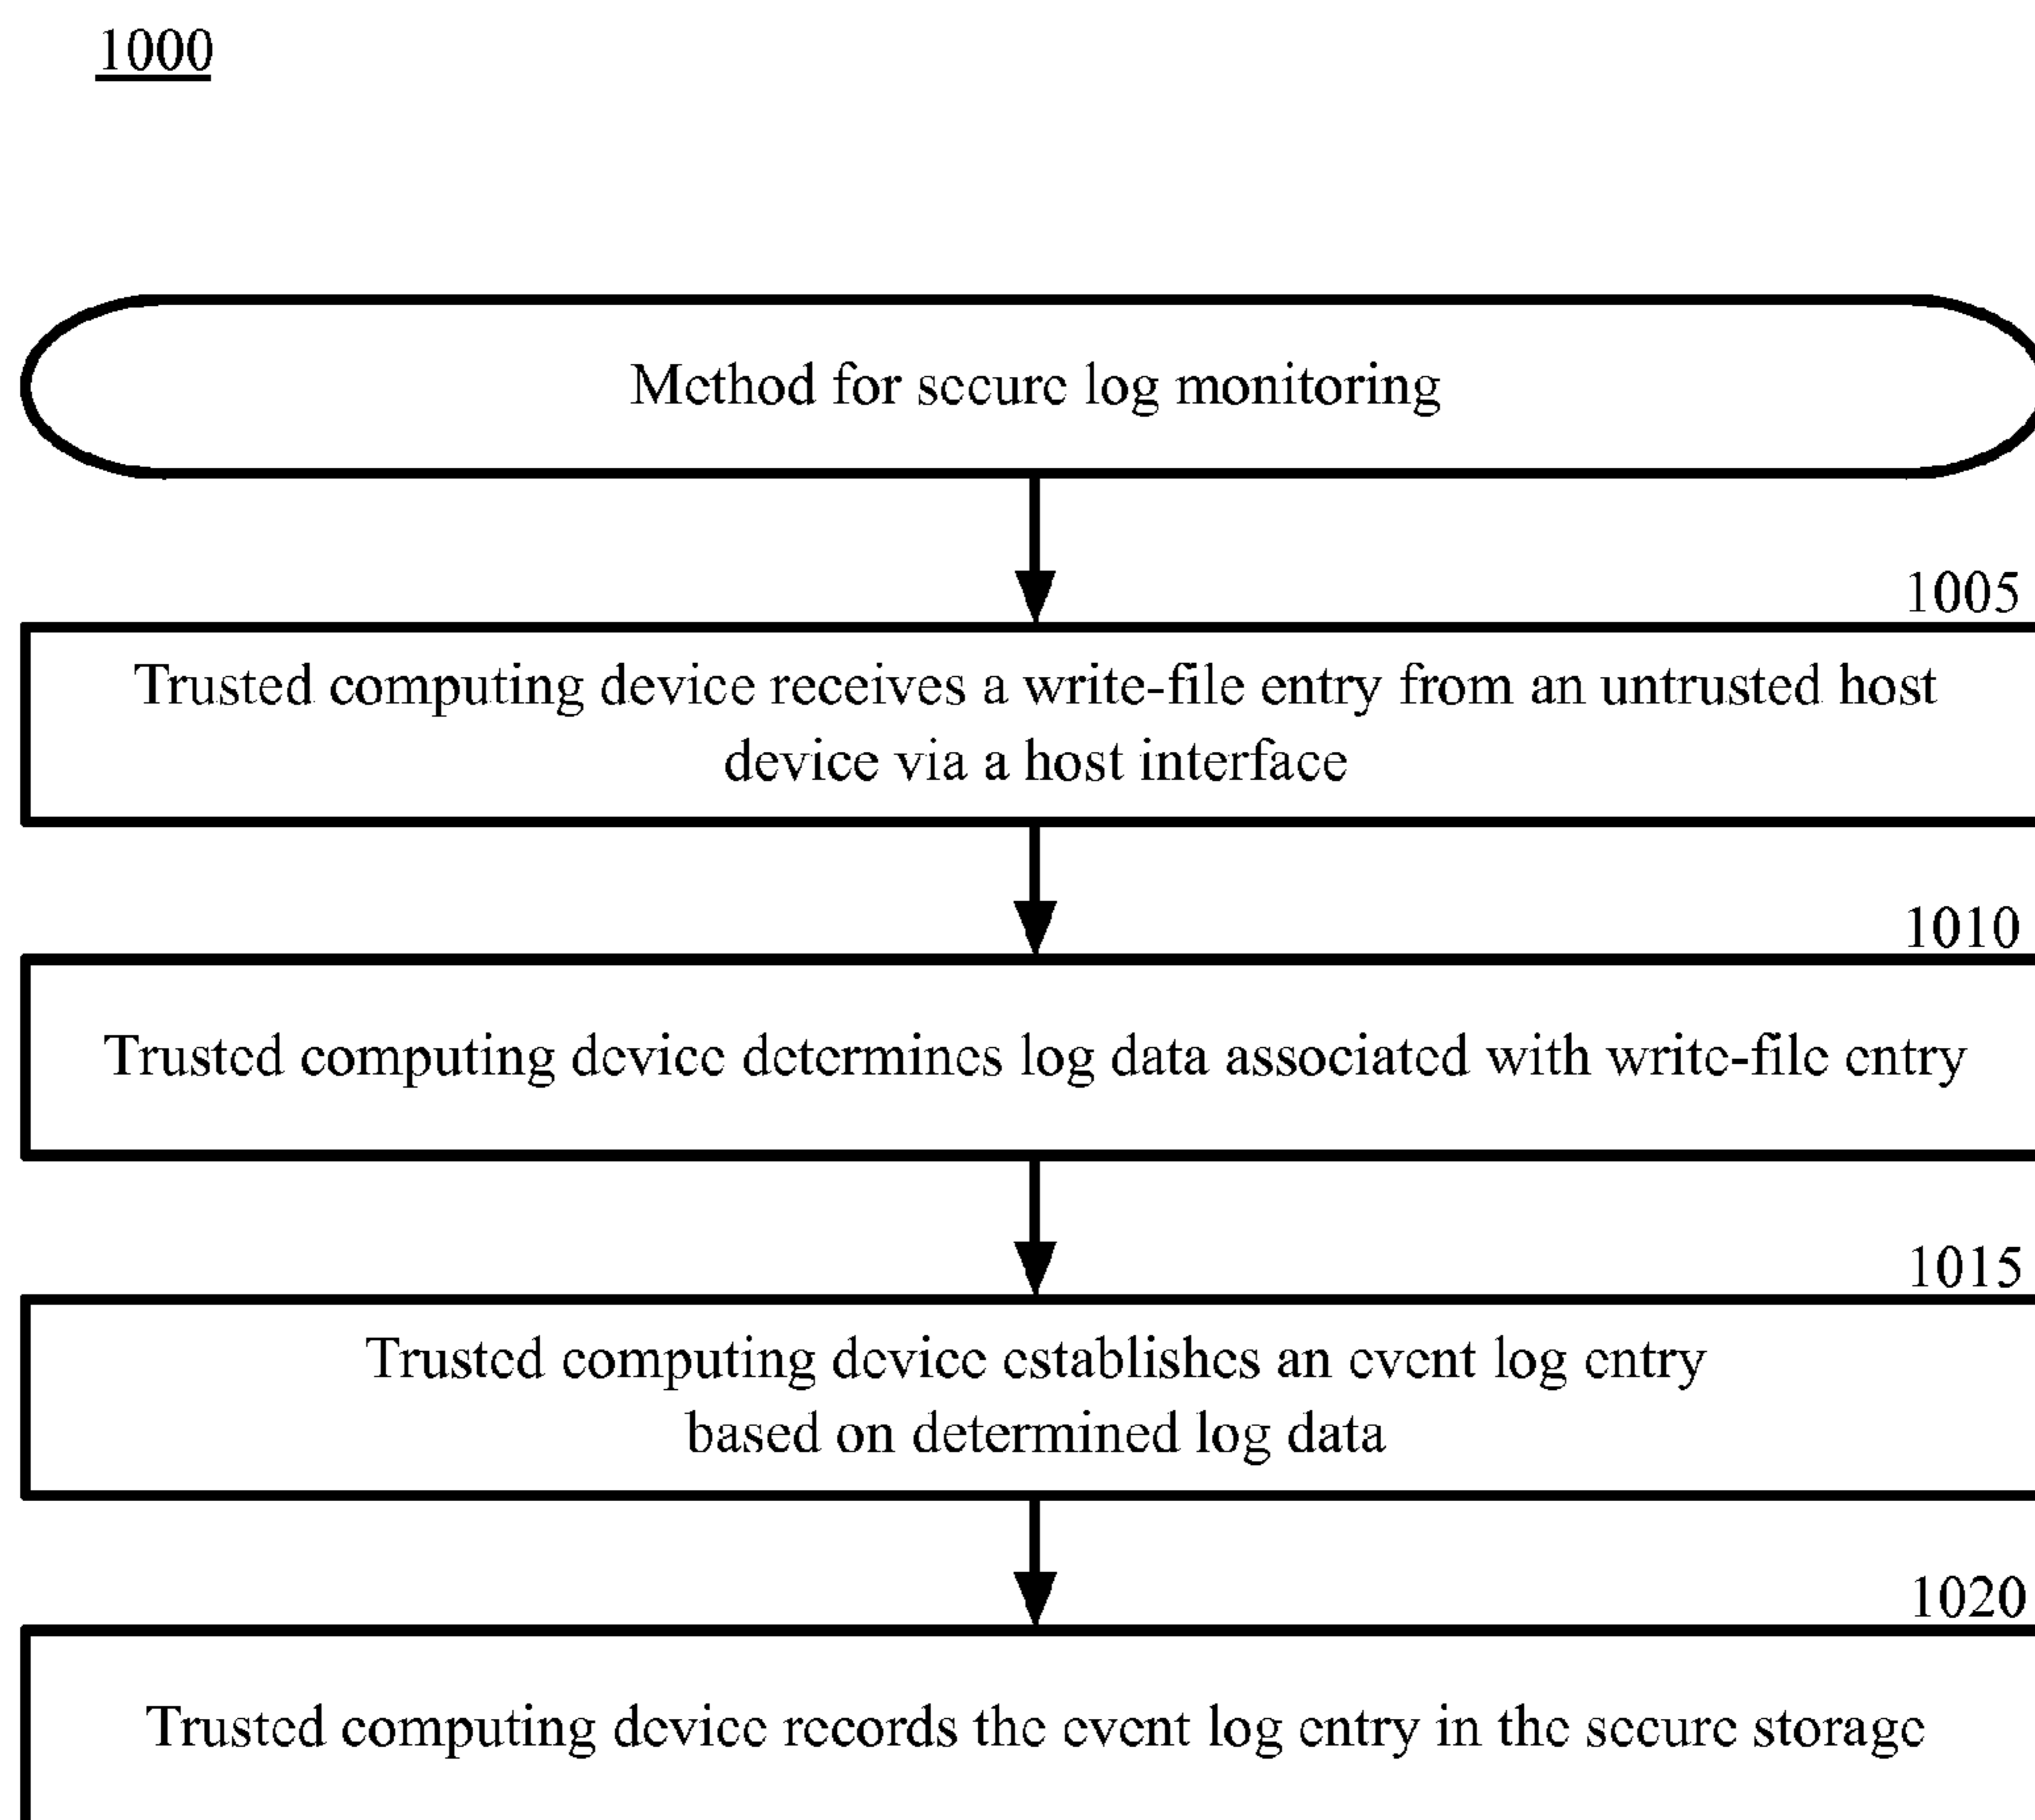 1000
Method for secure log monitoring
1005
Trusted computing device receives a write-file entry from an untrusted host
device via a host interface
1010
Trusted computing device determines log data associated with write-file entry
1015
Trusted computing device establishes an event log entry
based on determined log data
1020
Trusted computing device records the event log entry in the secure storage